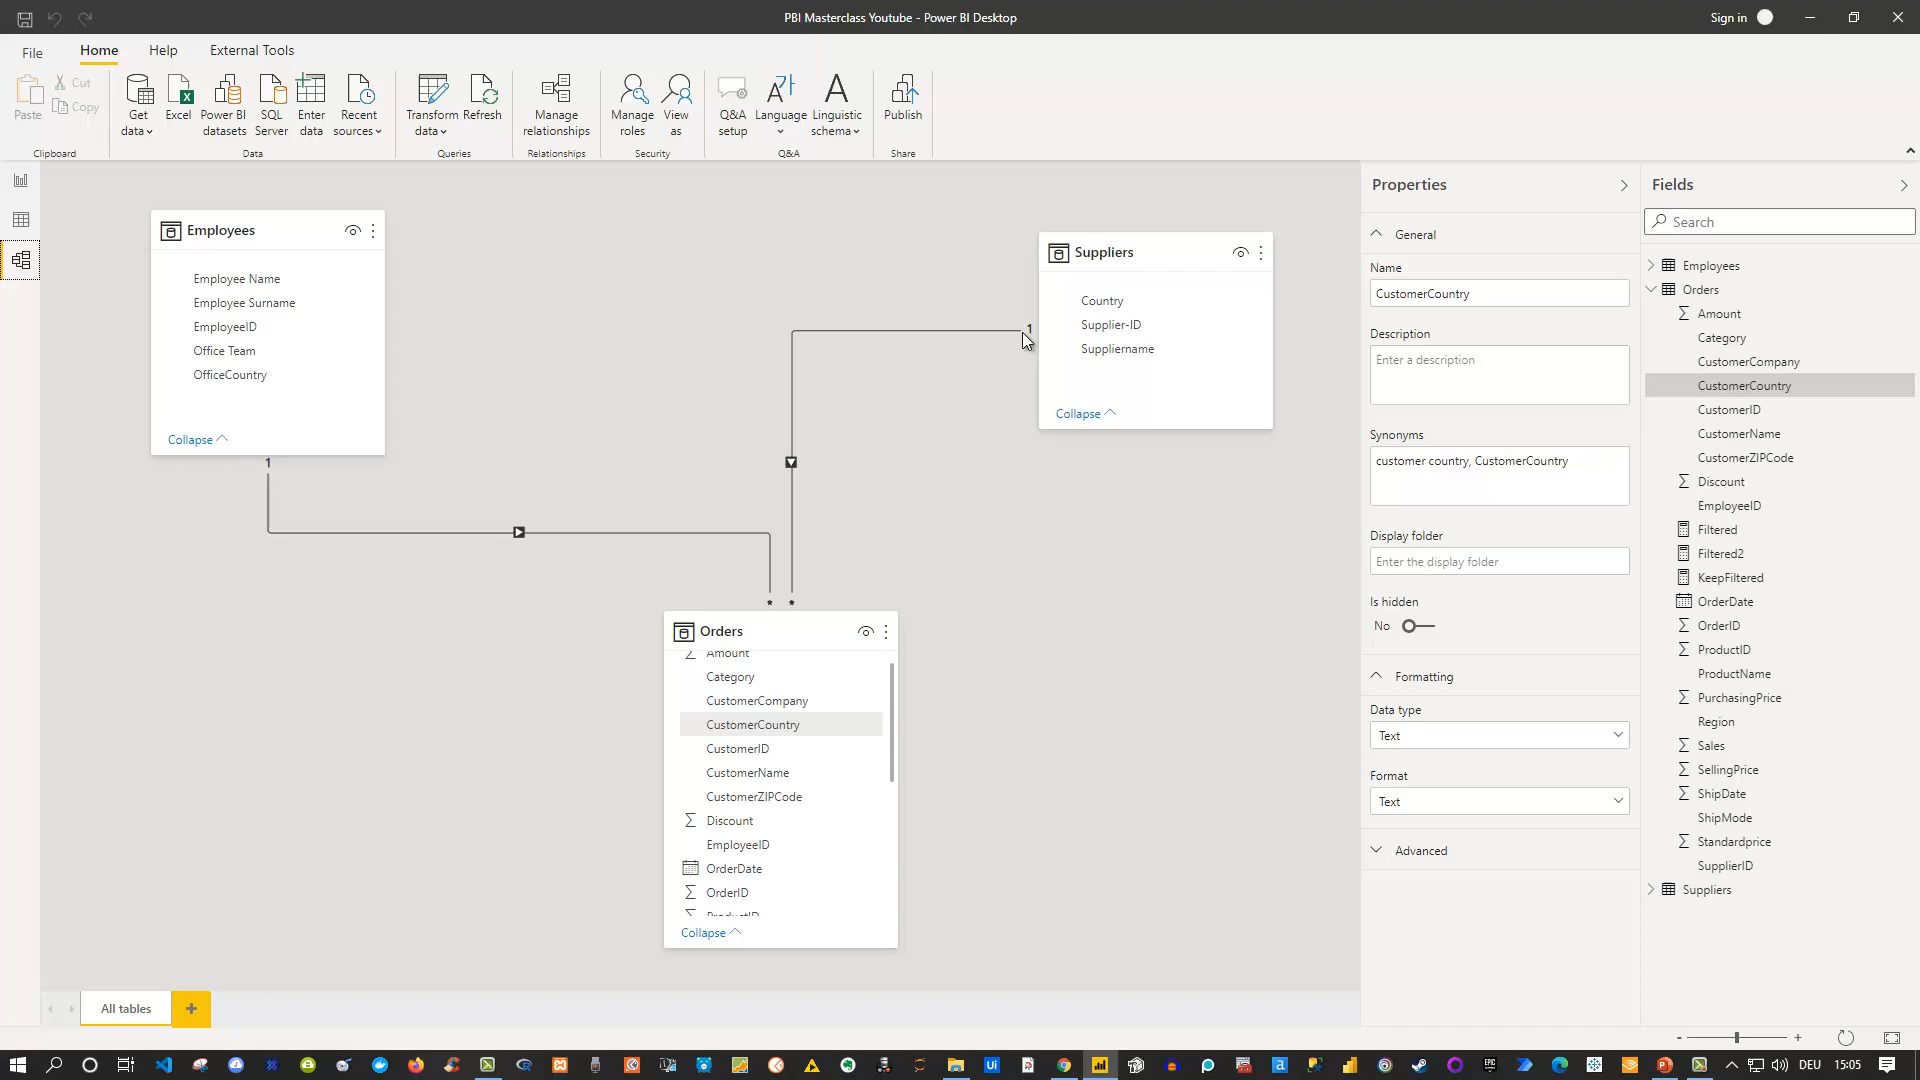 PBI Masterclass Youtube - Power BI Desktop
Sign in
File
Home
Help
External Tools
Paste
Cut
Copy
Get data
Excel
Power BI datasets
SQL Server
Enter data
Recent sources
Transform data
Refresh
Manage relationships
Manage roles
View as
Q&A setup
Language
Linguistic schema
Publish
Clipboard
Data
Queries
Relationships
Security
Q&A
Share
Employees
Employee Name
Employee Surname
EmployeeID
Office Team
OfficeCountry
Collapse
1
Suppliers
Country
Supplier-ID
Suppliername
Collapse
1
*
*
Orders
Amount
Category
CustomerCompany
CustomerCountry
CustomerID
CustomerName
CustomerZIPCode
Discount
EmployeeID
OrderDate
OrderID
ProductID
Collapse
All tables
Properties
General
Name
CustomerCountry
Description
Enter a description
Synonyms
customer country, CustomerCountry
Display folder
Enter the display folder
Is hidden
No
Formatting
Data type
Text
Format
Text
Advanced
Fields
Search
Employees
Orders
Amount
Category
CustomerCompany
CustomerCountry
CustomerID
CustomerName
CustomerZIPCode
Discount
EmployeeID
Filtered
Filtered2
KeepFiltered
OrderDate
OrderID
ProductID
ProductName
PurchasingPrice
Region
Sales
SellingPrice
ShipDate
ShipMode
Standardprice
SupplierID
Suppliers
DEU
15:05